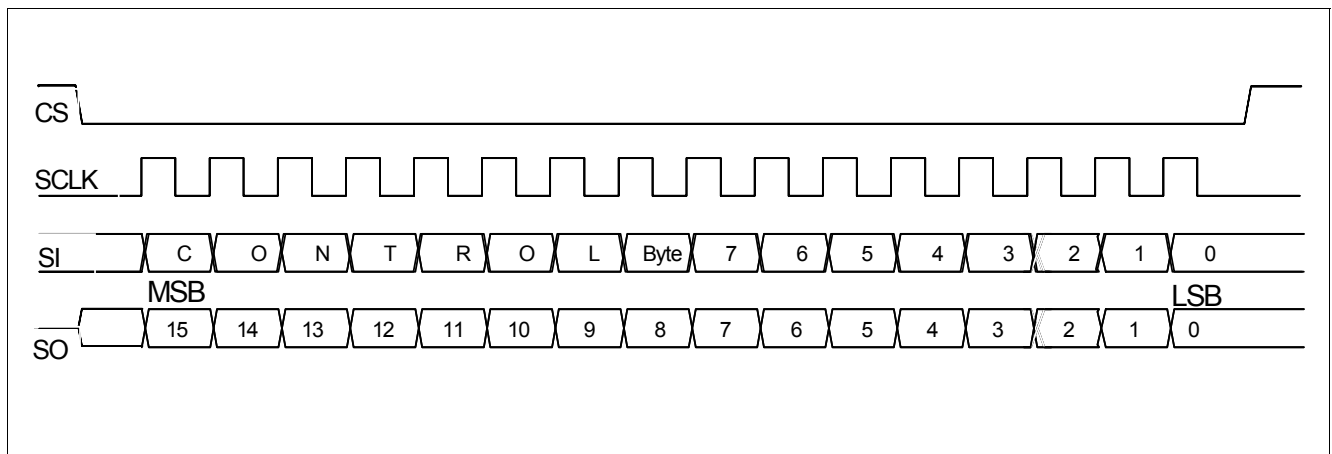 CS
SCLK
SI C O N T R O L Byte 7 6 5 4 3 2 1 0
MSB LSB
SO 15 14 13 12 11 10 9 8 7 6 5 4 3 2 1 0